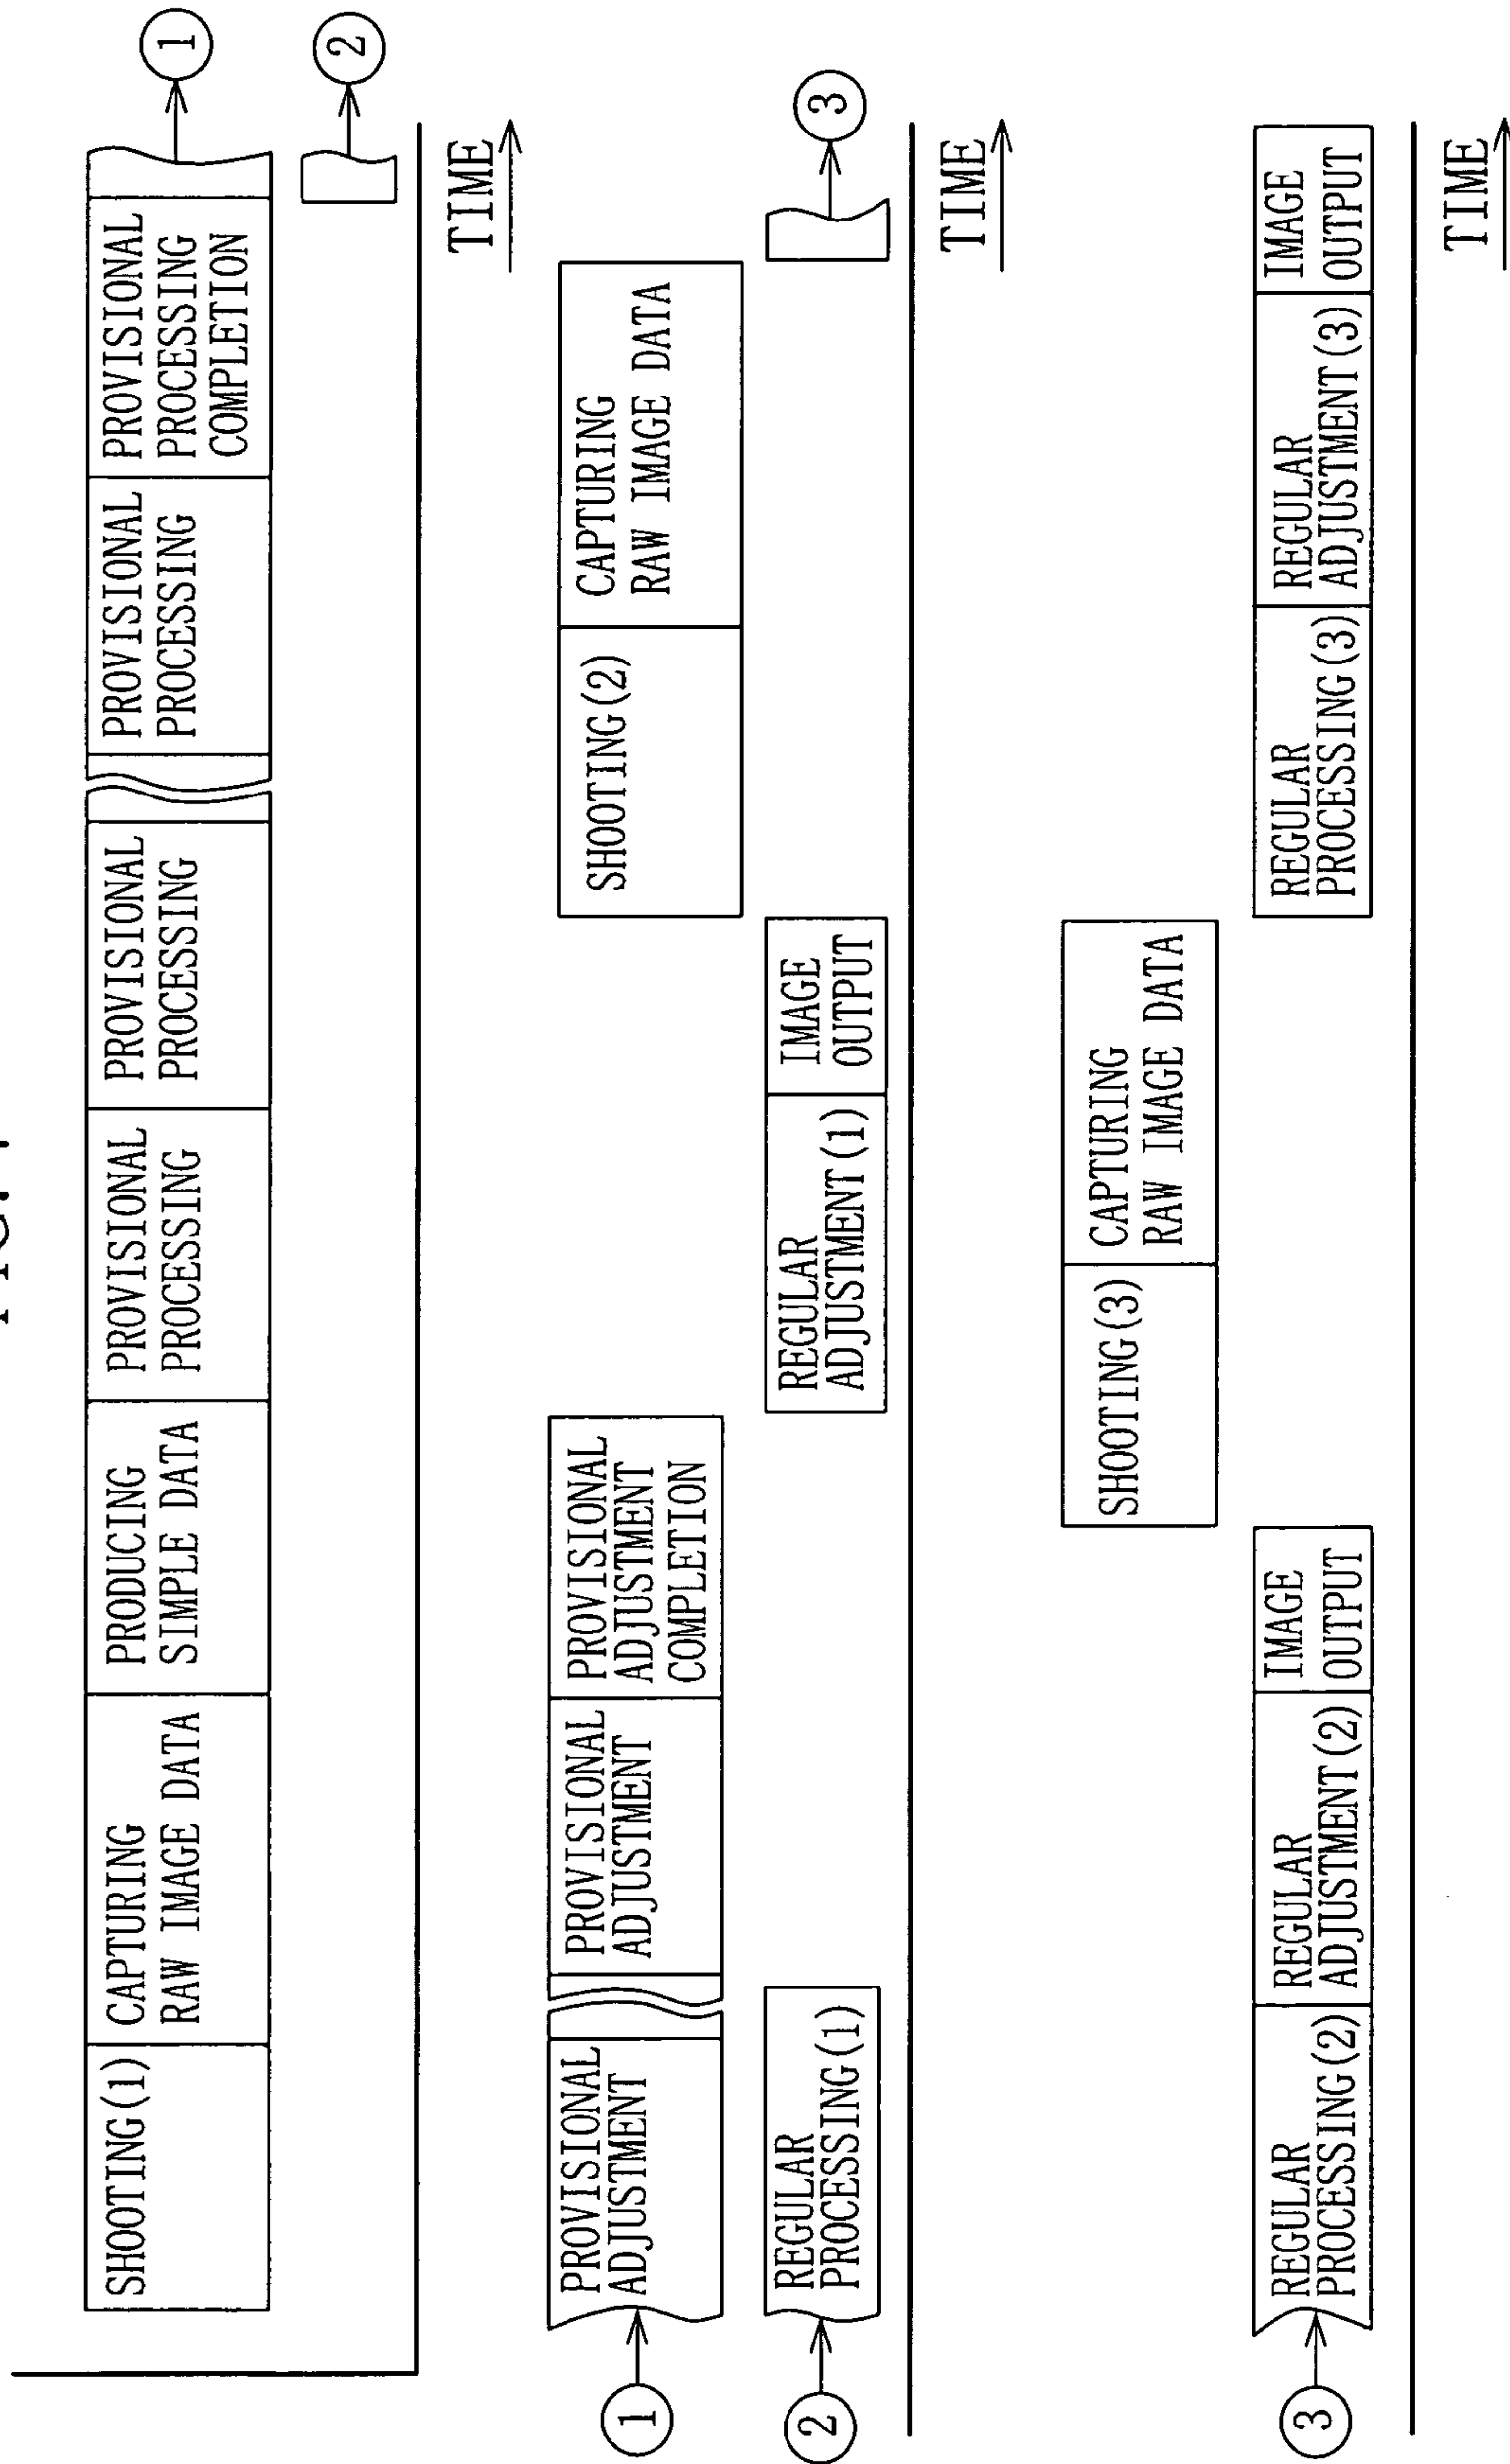 SHOOTING(1)
CAPTURING
RAW IMAGE DATA
PRODUCING
SIMPLE DATA
PROVISIONAL
PROCESSING
PROVISIONAL
PROCESSING
PROVISIONAL
PROCESSING
PROVISIONAL
PROCESSING
COMPLETION
1
2
TIME
1
PROVISIONAL
ADJUSTMENT
PROVISIONAL
ADJUSTMENT
PROVISIONAL
ADJUSTMENT
COMPLETION
SHOOTING(2)
CAPTURING
RAW IMAGE DATA
2
REGULAR
PROCESSING(1)
REGULAR
ADJUSTMENT(1)
IMAGE
OUTPUT
3
TIME
SHOOTING(3)
CAPTURING
RAW IMAGE DATA
3
REGULAR
PROCESSING(2)
REGULAR
ADJUSTMENT(2)
IMAGE
OUTPUT
REGULAR
PROCESSING(3)
REGULAR
ADJUSTMENT(3)
IMAGE
OUTPUT
TIME